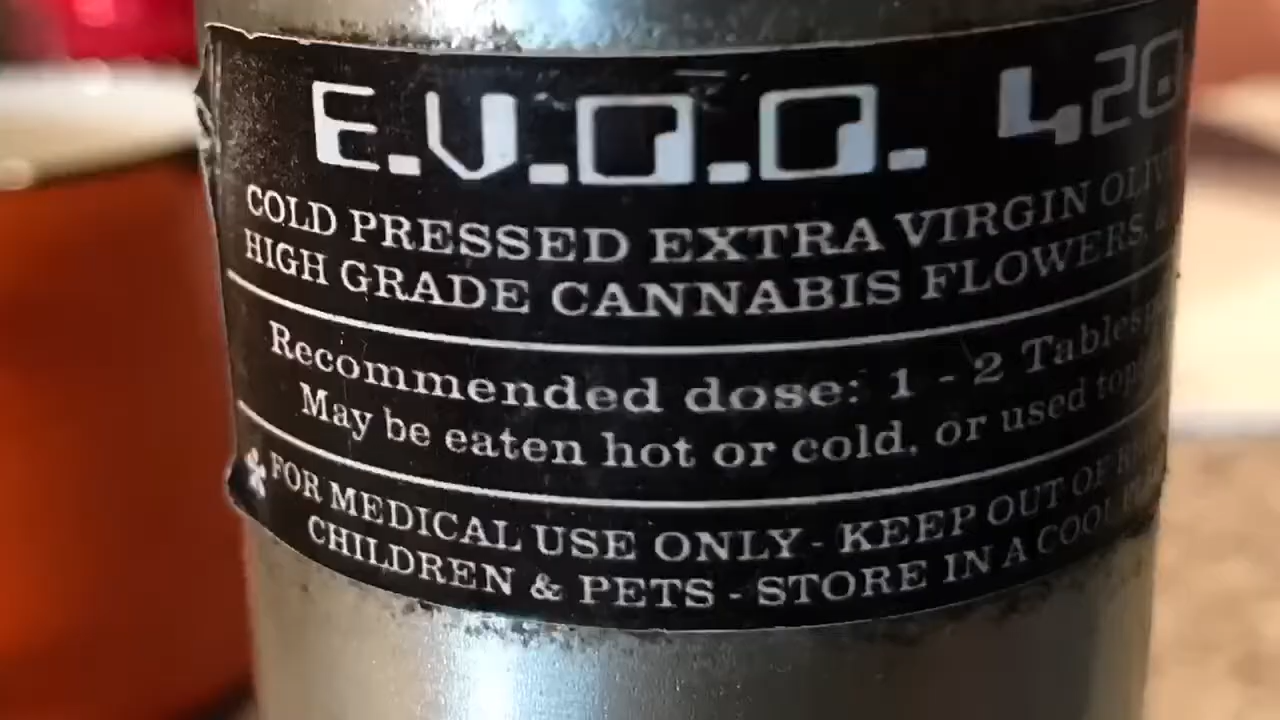 E.V.O.O. 420
COLD PRESSED EXTRA VIRGIN
HIGH GRADE CANNABIS FLOWERS,
Recommended dose: 1 - 2
May be eaten hot or cold, or used
FOR MEDICAL USE ONLY - KEEP OUT OF
CHILDREN & PETS - STORE IN A COOL